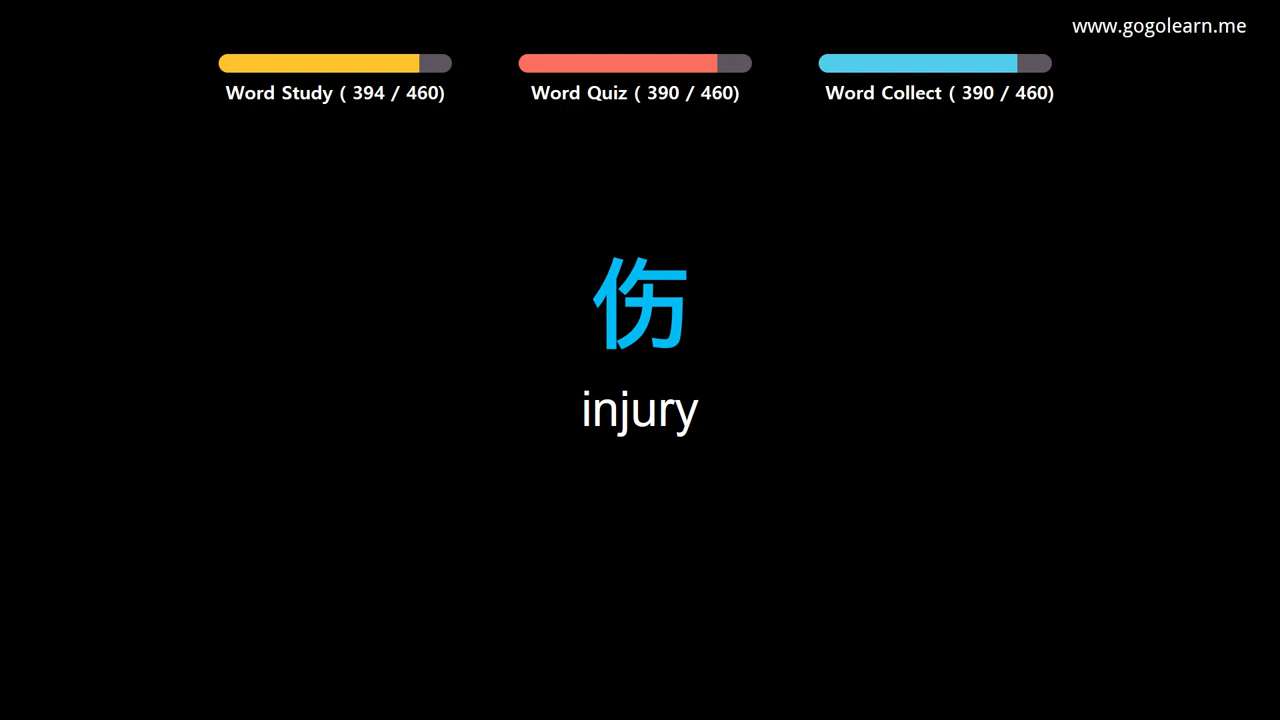 www.gogolearn.me
Word Study ( 394 / 460)
Word Quiz ( 390 / 460)
Word Collect ( 390 / 460)
伤
injury